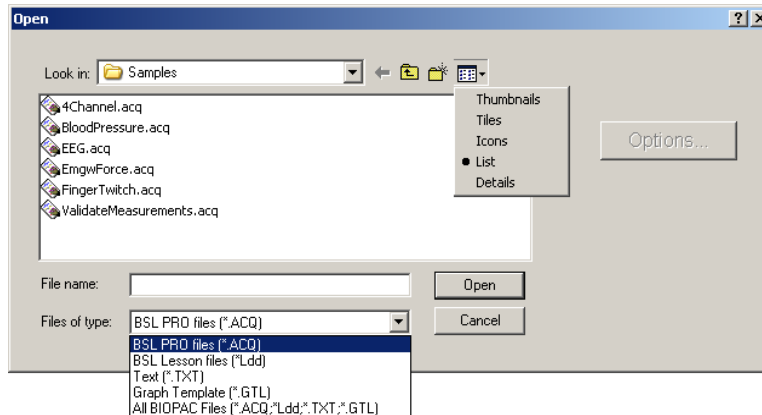 Open
Look in: Samples
4Channel.acq
BloodPressure.acq
EEG.acq
EmgwForce.acq
FingerTwitch.acq
ValidateMeasurements.acq
Thumbnails
Tiles
Icons
List
Details
Options...
File name:
Open
Files of type: BSL PRO files (*.ACQ)
Cancel
BSL PRO files (*.ACQ)
BSL Lesson files (*Ldd)
Text (*.TXT)
Graph Template (*.GTL)
All BIOPAC Files (*.ACQ;*Ldd;*.TXT;*.GTL)